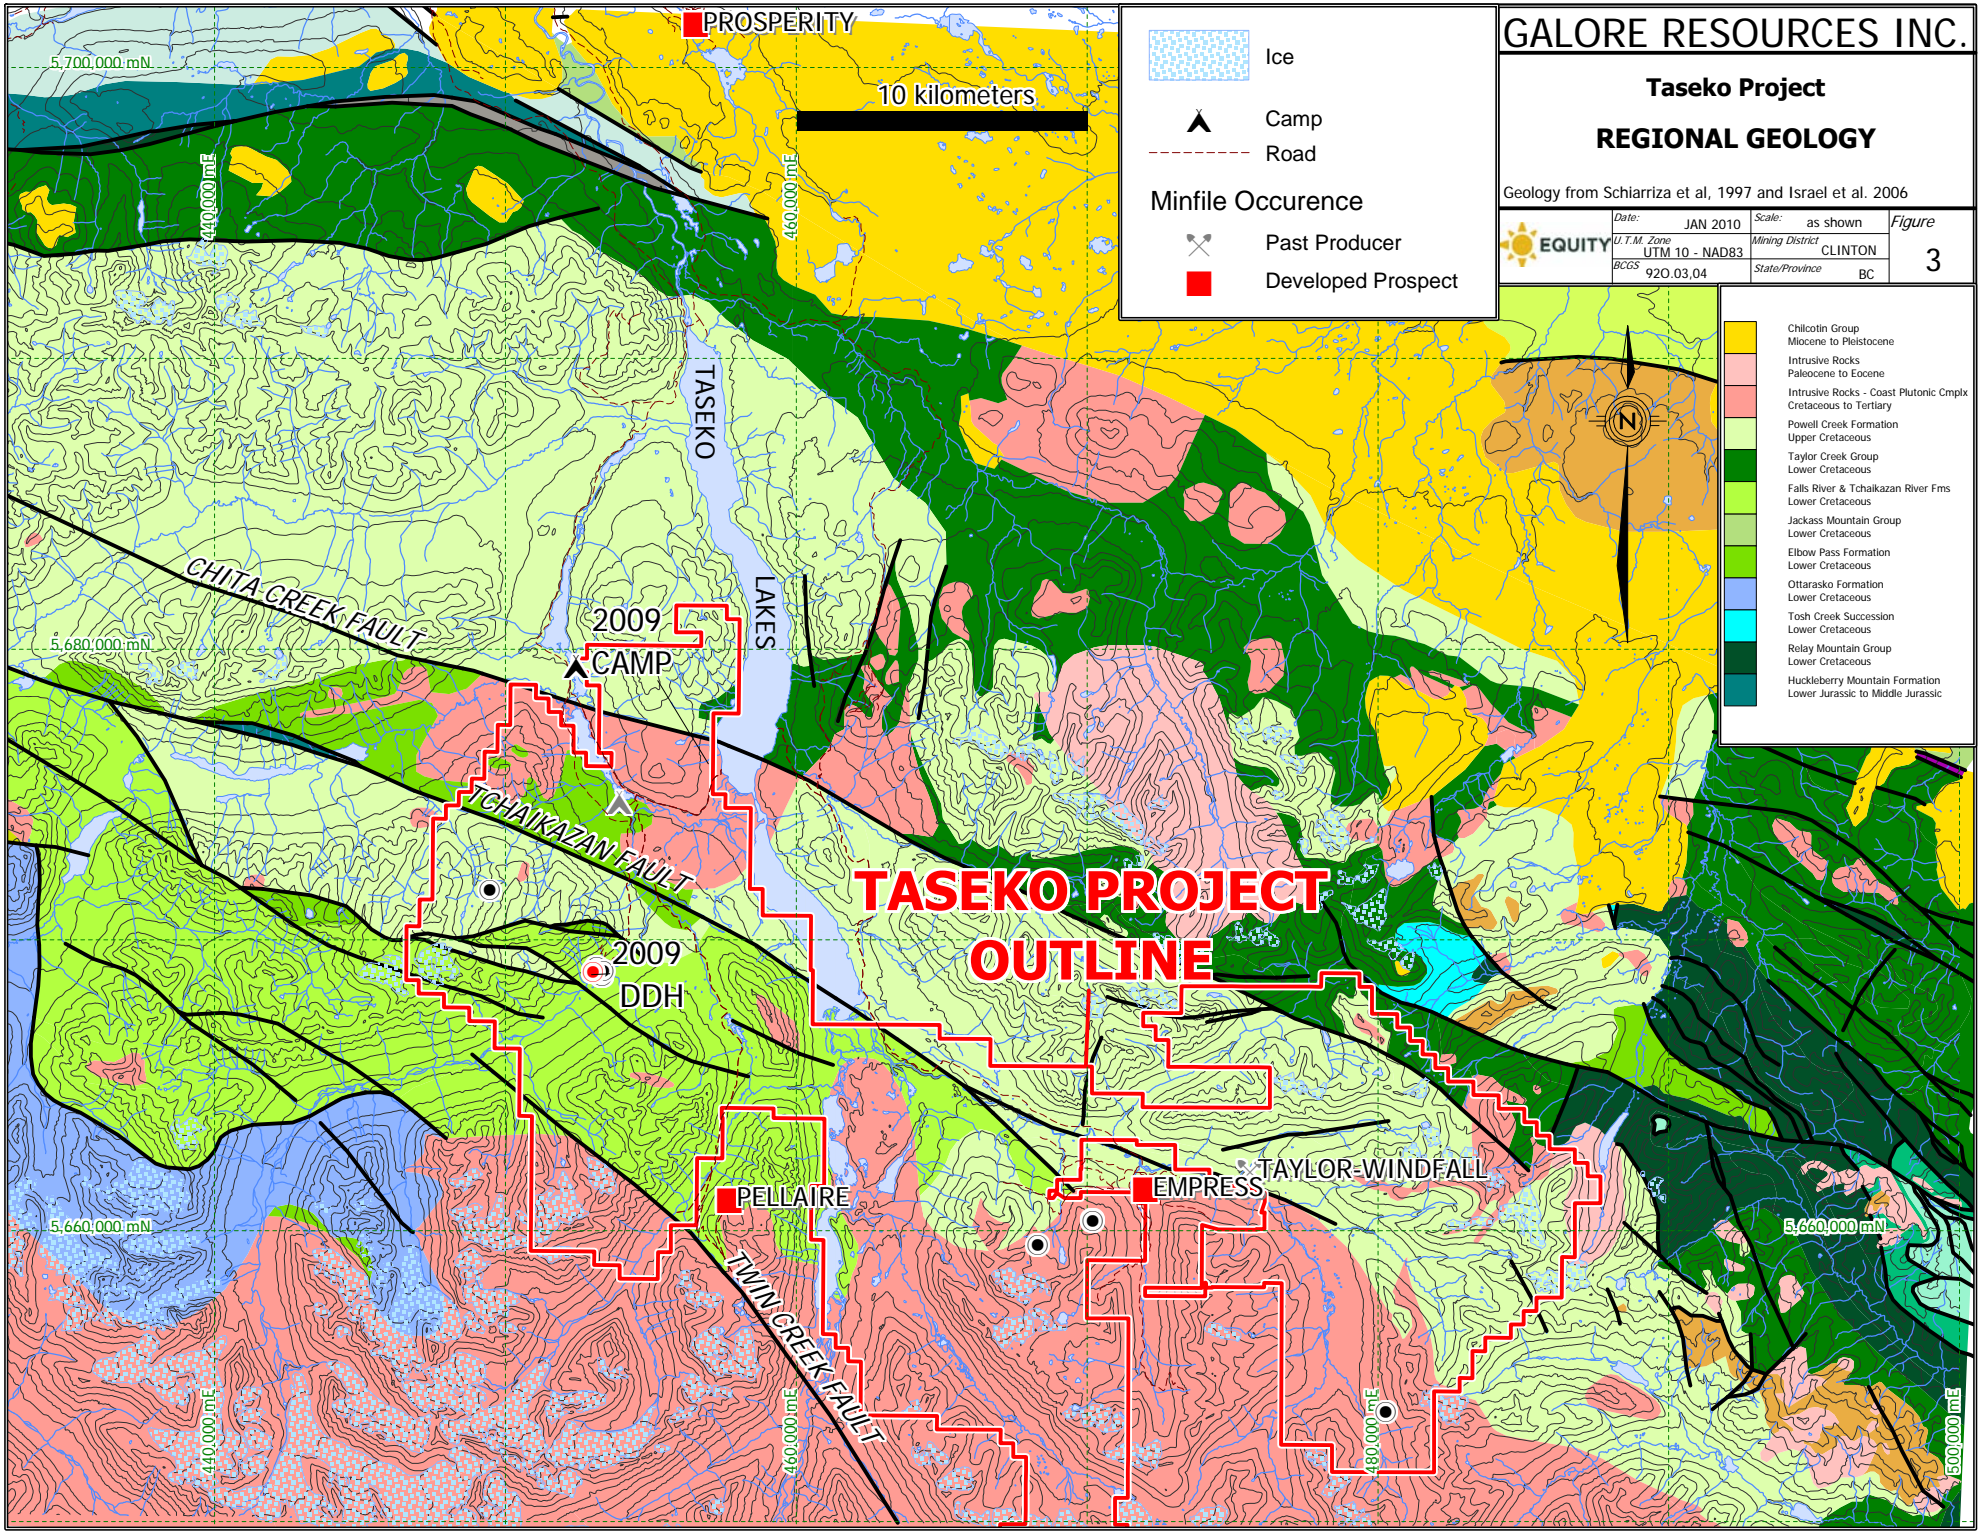 PROSPERITY
5,700,000 mN
10 kilometers
440,000 mE
460,000 mE
Ice
Camp
Road
Minfile Occurence
Past Producer
Developed Prospect
GALORE RESOURCES INC.
Taseko Project
REGIONAL GEOLOGY
Geology from Schiarriza et al, 1997 and Israel et al. 2006
EQUITY
Date: JAN 2010
Scale: as shown
Figure
3
U.T.M. Zone
UTM 10 - NAD83
Mining District
CLINTON
BCGS 92O.03,04
State/Province BC
N
Chilcotin Group
Miocene to Pleistocene
Intrusive Rocks
Paleocene to Eocene
Intrusive Rocks - Coast Plutonic Cmplx
Cretaceous to Tertiary
Powell Creek Formation
Upper Cretaceous
Taylor Creek Group
Lower Cretaceous
Falls River & Tchaikazan River Fms
Lower Cretaceous
Jackass Mountain Group
Lower Cretaceous
Elbow Pass Formation
Lower Cretaceous
Ottarasko Formation
Lower Cretaceous
Tosh Creek Succession
Lower Cretaceous
Relay Mountain Group
Lower Cretaceous
Huckleberry Mountain Formation
Lower Jurassic to Middle Jurassic
TASEKO
LAKES
CHITA CREEK FAULT
5,680,000 mN
2009
CAMP
TCHAIKAZAN FAULT
TASEKO PROJECT
OUTLINE
2009
DDH
TAYLOR-WINDFALL
EMPRESS
PELLAIRE
5,660,000 mN
5,660,000 mN
TWIN CREEK FAULT
440,000 mE
460,000 mE
480,000 mE
500,000 mE